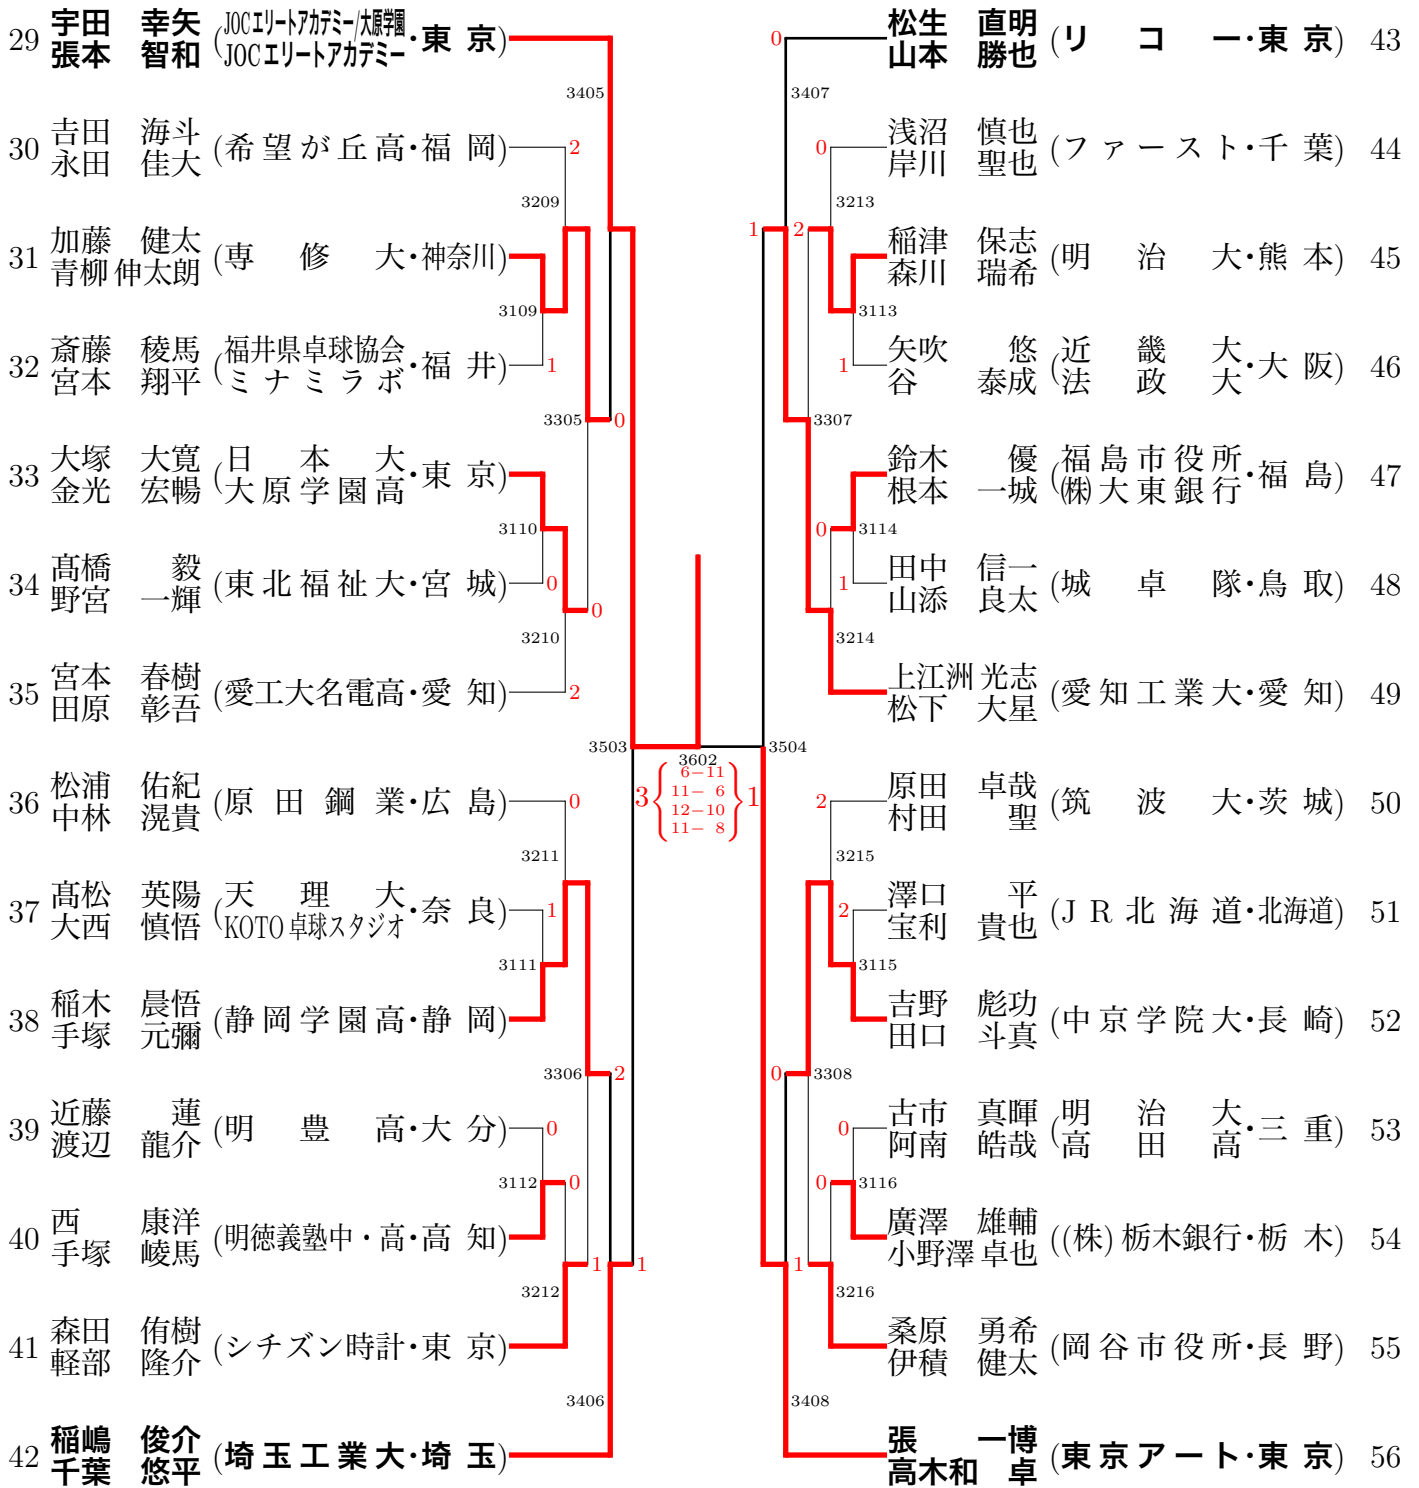 29 宇田 幸矢 張本 智和 (JOCエリートアカデミー/大原学園 JOCエリートアカデミー・東京)
3405
30 吉田 海斗 永田 佳大 (希望が丘高・福岡) 2
3209
31 加藤 健太 青柳伸太朗 (専修大・神奈川)
3109
32 斎藤 稜馬 宮本 翔平 (福井県卓球協会 ミナミラボ・福井) 1
3305 0
33 大塚 大寛 金光 宏暢 (日本大 大原学園高・東京)
3110
34 髙橋 毅 野宮 一輝 (東北福祉大・宮城) 0
0
3210
35 宮本 春樹 田原 彰吾 (愛工大名電高・愛知) 2
3503
36 松浦 佑紀 中林 滉貴 (原田鋼業・広島) 0
3211
37 髙松 英陽 大西 慎悟 (天理大 KOTO卓球スタジオ・奈良) 1
3111
38 稲木 晨悟 手塚 元彌 (静岡学園高・静岡)
3306 2
39 近藤 蓮 渡辺 龍介 (明豊高・大分) 0
3112 0
40 西 康洋 手塚 崚馬 (明徳義塾中・高・高知)
1 1
3212
41 森田 侑樹 軽部 隆介 (シチズン時計・東京)
3406
42 稲嶋 俊介 千葉 悠平 (埼玉工業大・埼玉)
3602
3 1
6-11
11- 6
12-10
11- 8
0 松生 直明 山本 勝也 (リコー・東京) 43
3407
0 浅沼 慎也 岸川 聖也 (ファースト・千葉) 44
3213
1 2
稲津 保志 森川 瑞希 (明治大・熊本) 45
3113
1 矢吹 悠 谷 泰成 (近畿大 法政大・大阪) 46
3307
鈴木 優 根本 一城 (福島市役所 ㈱大東銀行・福島) 47
0 3114
1 田中 信一 山添 良太 (城卓隊・鳥取) 48
3214
上江洲光志 松下 大星 (愛知工業大・愛知) 49
3504
2 原田 卓哉 村田 聖 (筑波大・茨城) 50
3215
2 澤口 平 宝利 貴也 (JR北海道・北海道) 51
3115
吉野 彪功 田口 斗真 (中京学院大・長崎) 52
0 3308
0 古市 真暉 阿南 皓哉 (明治大 高田高・三重) 53
0 3116
廣澤 雄輔 小野澤卓也 ((株)栃木銀行・栃木) 54
1
3216
桑原 勇希 伊積 健太 (岡谷市役所・長野) 55
3408
張 一博 高木和 卓 (東京アート・東京) 56